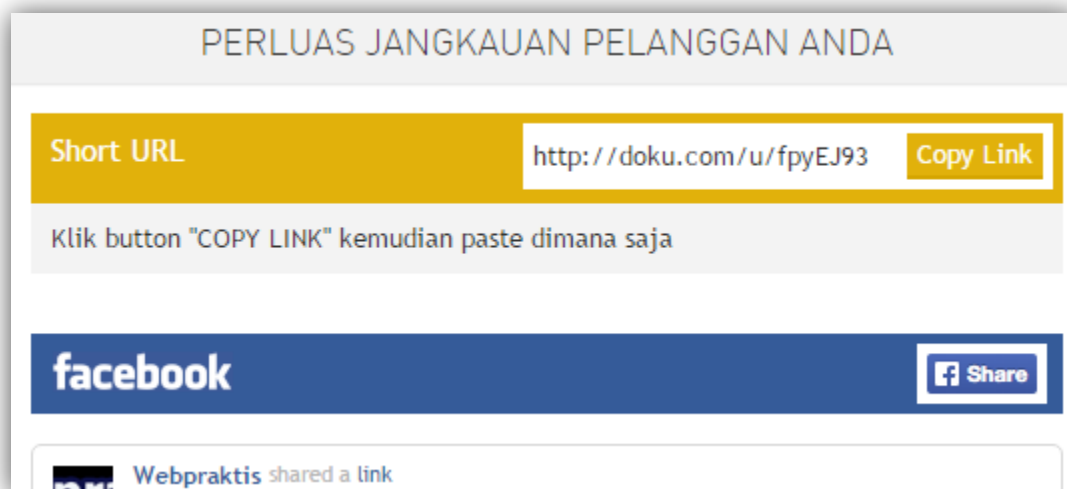 PERLUAS JANGKAUAN PELANGGAN ANDA
Short URL
http://doku.com/u/fpyEJ93
Copy Link
Klik button "COPY LINK" kemudian paste dimana saja
facebook
Share
Webpraktis shared a link